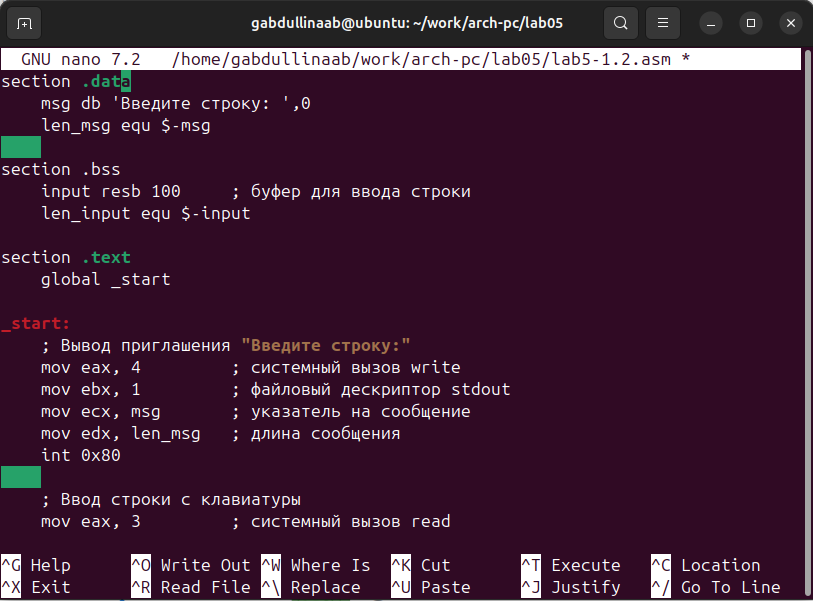 gabdullinaab@ubuntu: ~/work/arch-pc/lab05
GNU nano 7.2 /home/gabdullinaab/work/arch-pc/lab05/lab5-1.2.asm *
section .data
msg db 'Введите строку: ',0
len_msg equ $-msg
section .bss
input resb 100 ; буфер для ввода строки
len_input equ $-input
section .text
global _start
_start:
; Вывод приглашения "Введите строку:"
mov eax, 4 ; системный вызов write
mov ebx, 1 ; файловый дескриптор stdout
mov ecx, msg ; указатель на сообщение
mov edx, len_msg ; длина сообщения
int 0x80
; Ввод строки с клавиатуры
mov eax, 3 ; системный вызов read
^G Help ^O Write Out ^W Where Is ^K Cut ^T Execute ^C Location
^X Exit ^R Read File ^\ Replace ^U Paste ^J Justify ^/ Go To Line